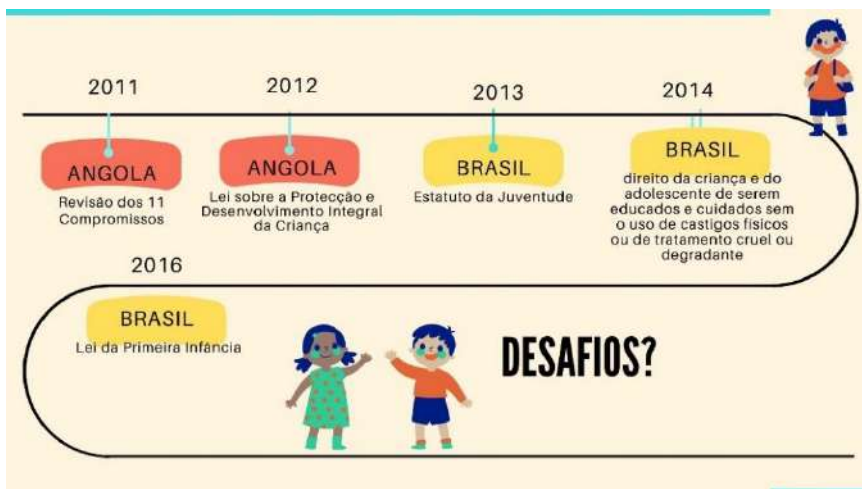 2011
ANGOLA
Revisão dos 11
Compromissos
2012
ANGOLA
Lei sobre a Protecção e
Desenvolvimento Integral
da Criança
2013
BRASIL
Estatuto da Juventude
2014
BRASIL
direito da criança e do
adolescente de serem
educados e cuidados sem
o uso de castigos físicos
ou de tratamento cruel ou
degradante
2016
BRASIL
Lei da Primeira Infância
DESAFIOS?